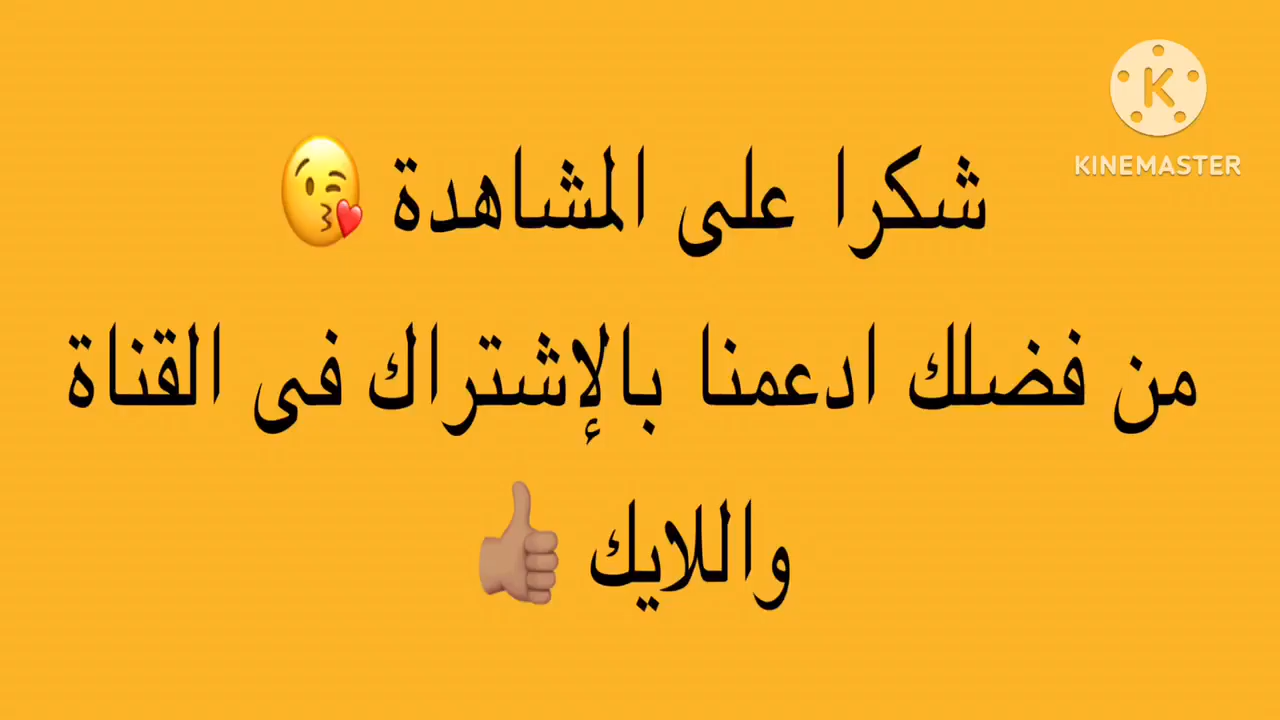 KINEMASTER
شكرا على المشاهدة 😘
من فضلك ادعمنا بالإشتراك فى القناة
واللايك 👍🏽